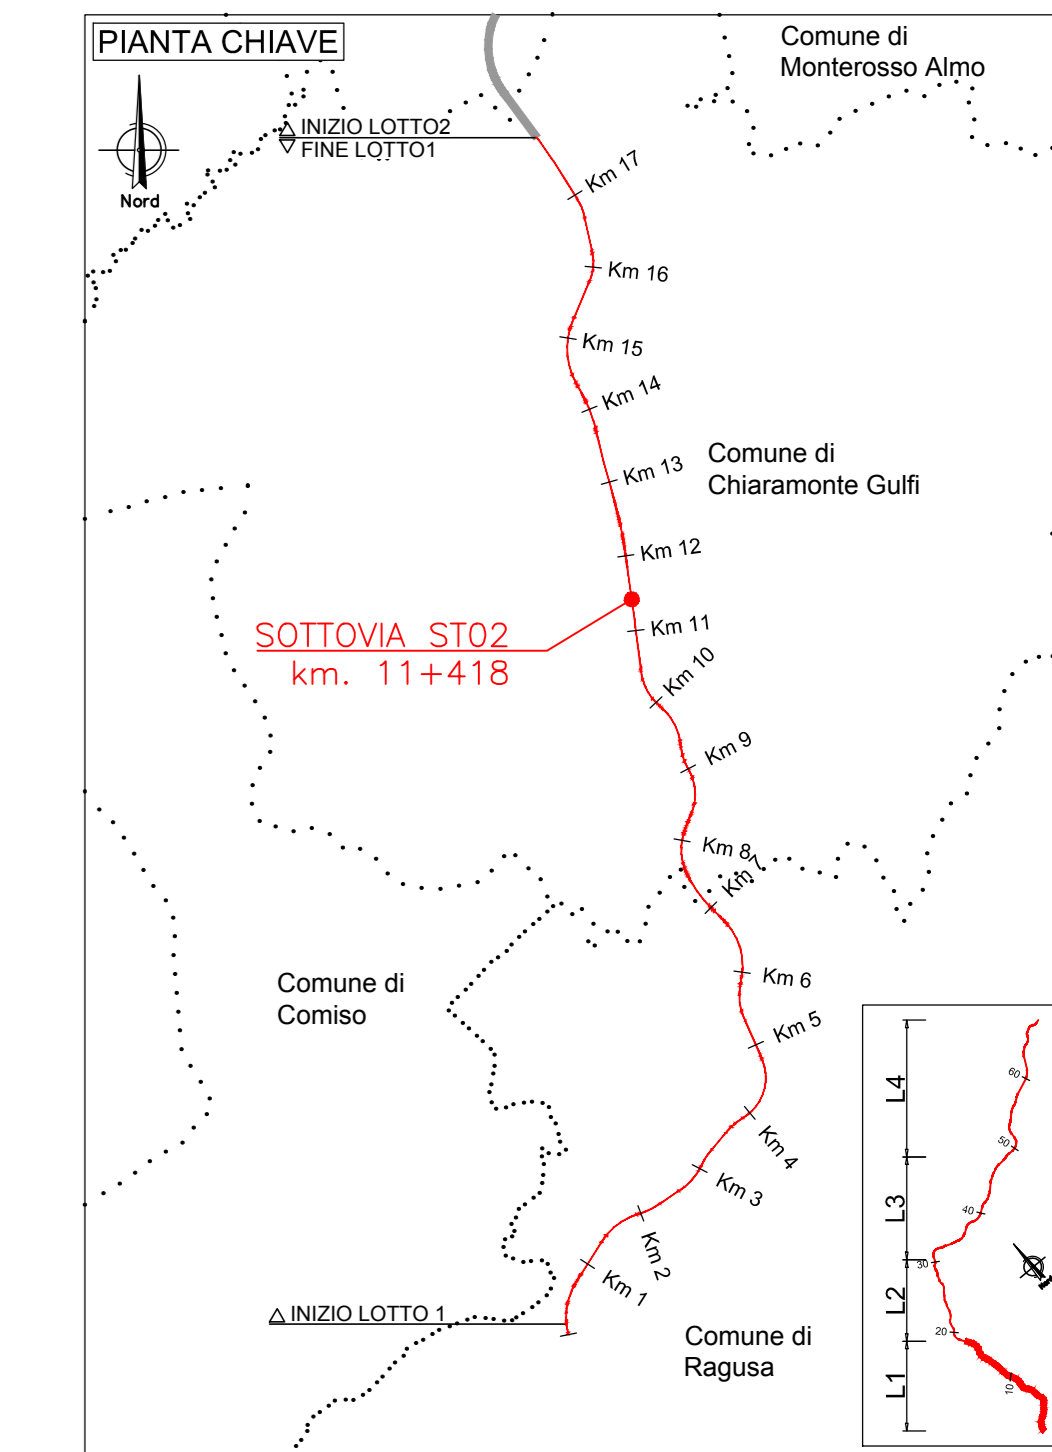 PIANTA CHIAVE
Comune di
Monterosso Almo
Nord
INIZIO LOTTO2
FINE LOTTO1
Km 17
Km 16
Km 15
Km 14
Comune di
Chiaramonte Gulfi
Km 13
Km 12
SOTTOVIA ST02
km. 11+418
Km 11
Km 10
Km 9
Km 8
Km 7
Comune di
Comiso
Km 6
Km 5
Km 4
Km 3
Km 2
Km 1
INIZIO LOTTO 1
Comune di
Ragusa
L4
60
50
L3
40
30
L2
20
L1
10